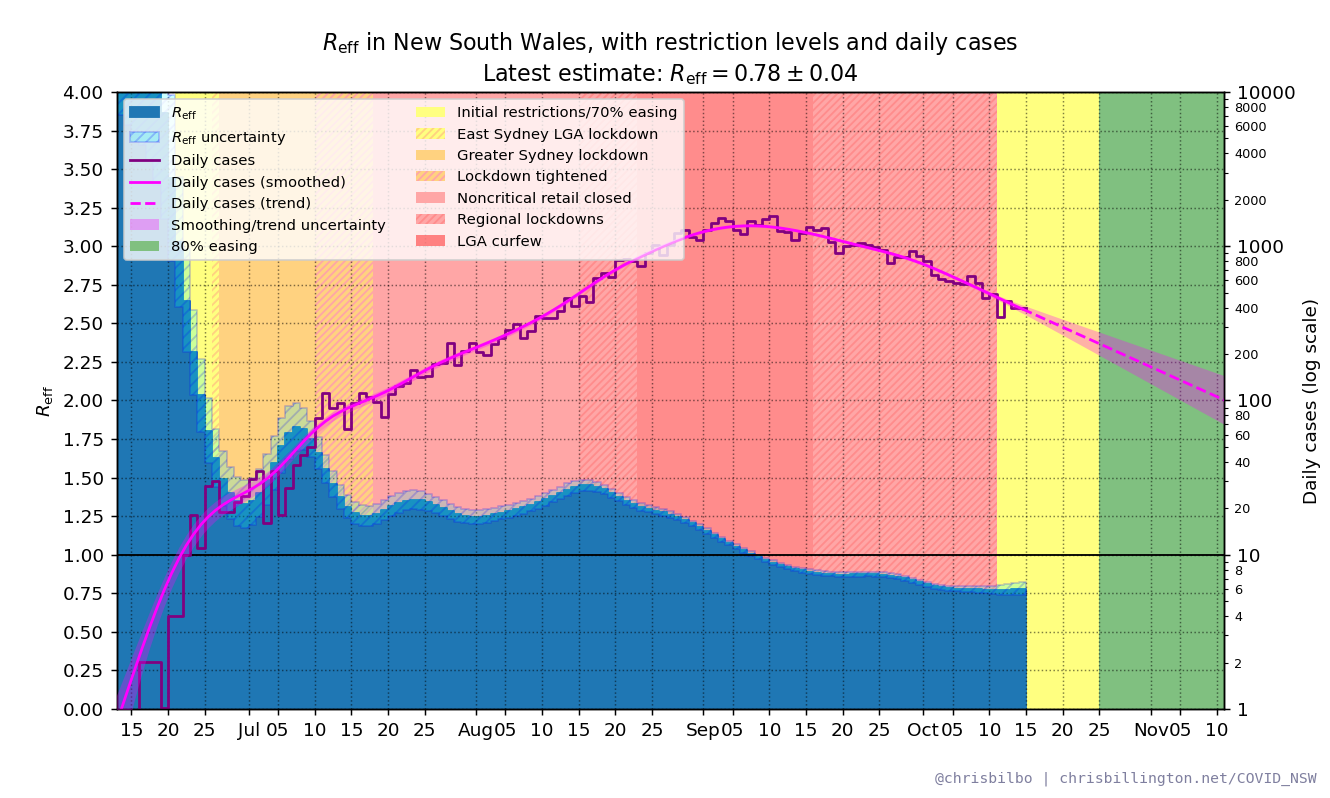 R_eff in New South Wales, with restriction levels and daily cases
Latest estimate: R_eff = 0.78 ± 0.04
R_eff
R_eff uncertainty
Daily cases
Daily cases (smoothed)
Daily cases (trend)
Smoothing/trend uncertainty
80% easing
Initial restrictions/70% easing
East Sydney LGA lockdown
Greater Sydney lockdown
Lockdown tightened
Noncritical retail closed
Regional lockdowns
LGA curfew
R_eff
4.00
3.75
3.50
3.25
3.00
2.75
2.50
2.25
2.00
1.75
1.50
1.25
1.00
0.75
0.50
0.25
0.00
10000
8000
6000
4000
2000
1000
800
600
400
200
100
80
60
40
20
10
8
6
4
2
1
Daily cases (log scale)
15 20 25 Jul 05 10 15 20 25 Aug 05 10 15 20 25 Sep 05 10 15 20 25 Oct 05 10 15 20 25 Nov 05 10
@chrisbilbo | chrisbillington.net/COVID_NSW